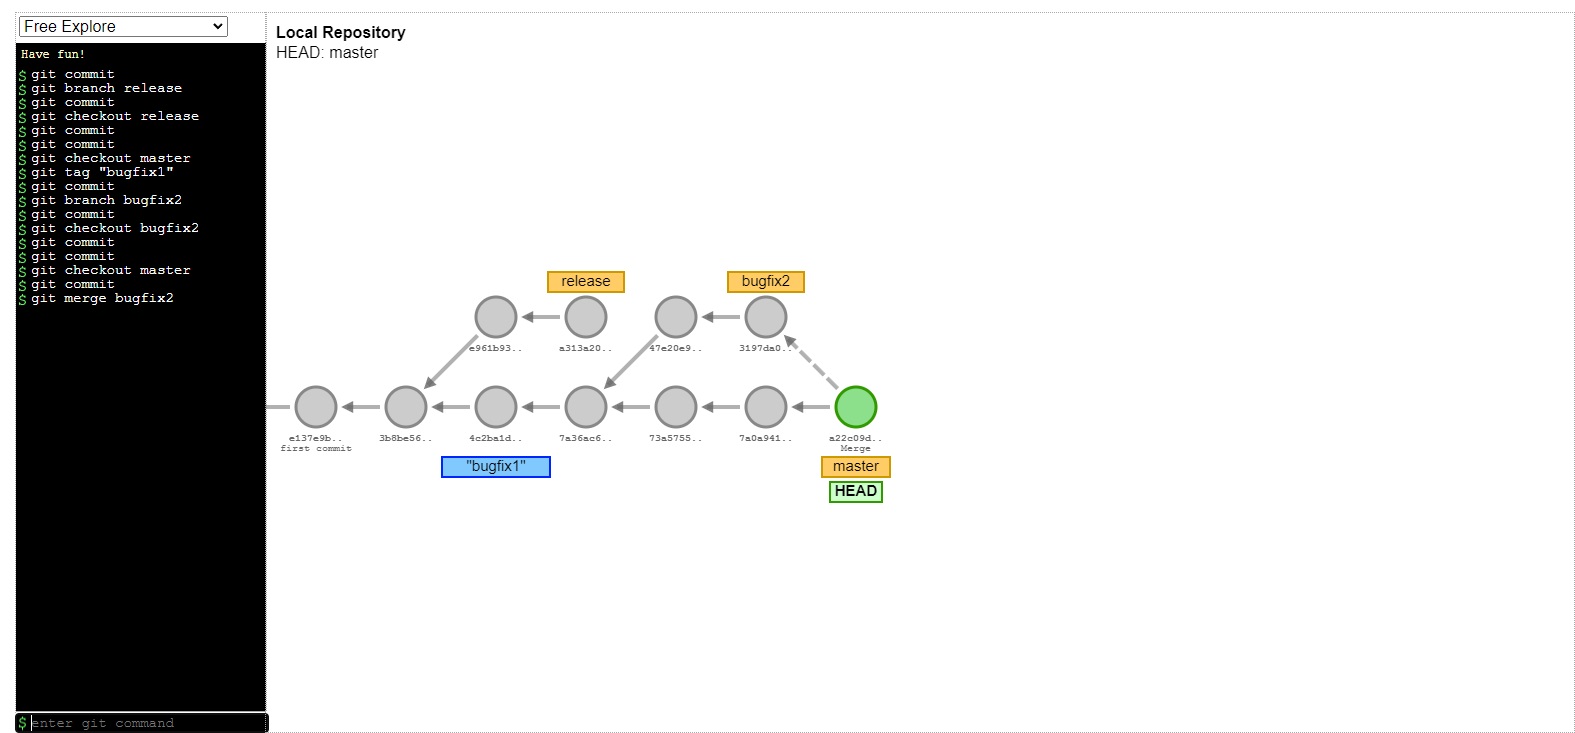 Free Explore
Have fun!
$ git commit
$ git branch release
$ git commit
$ git checkout release
$ git commit
$ git commit
$ git checkout master
$ git tag "bugfix1"
$ git commit
$ git branch bugfix2
$ git commit
$ git checkout bugfix2
$ git commit
$ git commit
$ git checkout master
$ git commit
$ git merge bugfix2
$ enter git command
Local Repository
HEAD: master
release
bugfix2
e961b93..
a313a20..
47e20e9..
3197da0..
e137e9b..
first commit
3b8be56..
4c2ba1d..
7a36ac6..
73a5755..
7a0a941..
a22c09d..
Merge
"bugfix1"
master
HEAD